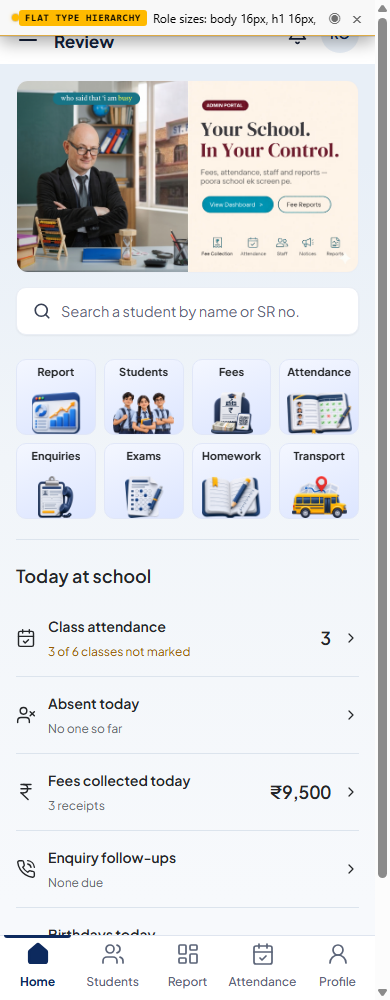 FLAT TYPE HIERARCHY Role sizes: body 16px, h1 16px,
Review
who said that 'i am busy
ADMIN PORTAL
Your School.
In Your Control.
Fees, attendance, staff and reports —
poora school ek screen pe.
View Dashboard >
Fee Reports
Fee Collection
Attendance
Staff
Notices
Reports
Search a student by name or SR no.
Report
Students
Fees
Attendance
Enquiries
Exams
Homework
Transport
Today at school
Class attendance
3
3 of 6 classes not marked
Absent today
No one so far
Fees collected today
₹9,500
3 receipts
Enquiry follow-ups
None due
Birthdays today
Home
Students
Report
Attendance
Profile